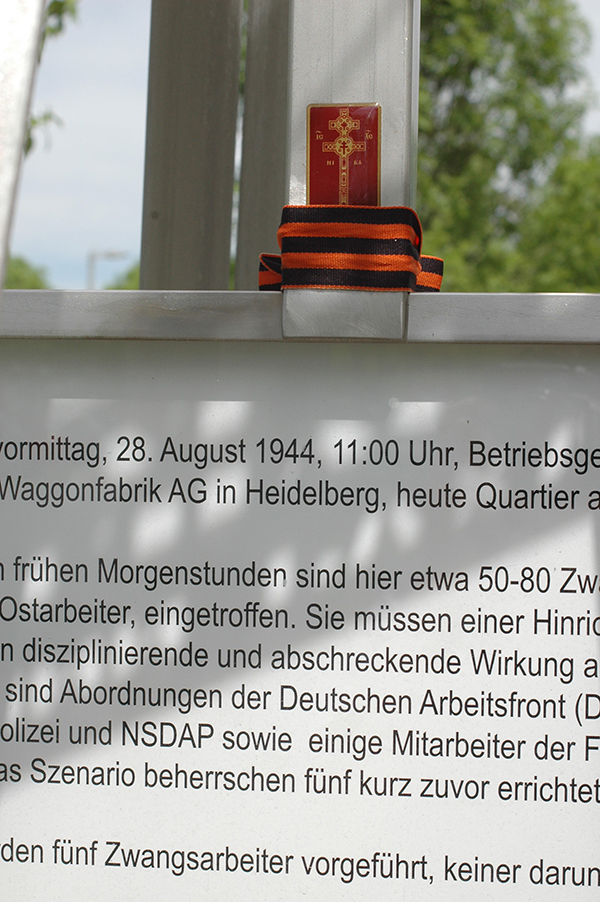 vormittag, 28. August 1944, 11:00 Uhr, Betriebsge
Waggonfabrik AG in Heidelberg, heute Quartier a
n frühen Morgenstunden sind hier etwa 50-80 Zwa
Ostarbeiter, eingetroffen. Sie müssen einer Hinric
n disziplinierende und abschreckende Wirkung a
sind Abordnungen der Deutschen Arbeitsfront (D
olizei und NSDAP sowie einige Mitarbeiter der F
as Szenario beherrschen fünf kurz zuvor errichtet
rden fünf Zwangsarbeiter vorgeführt, keiner darun